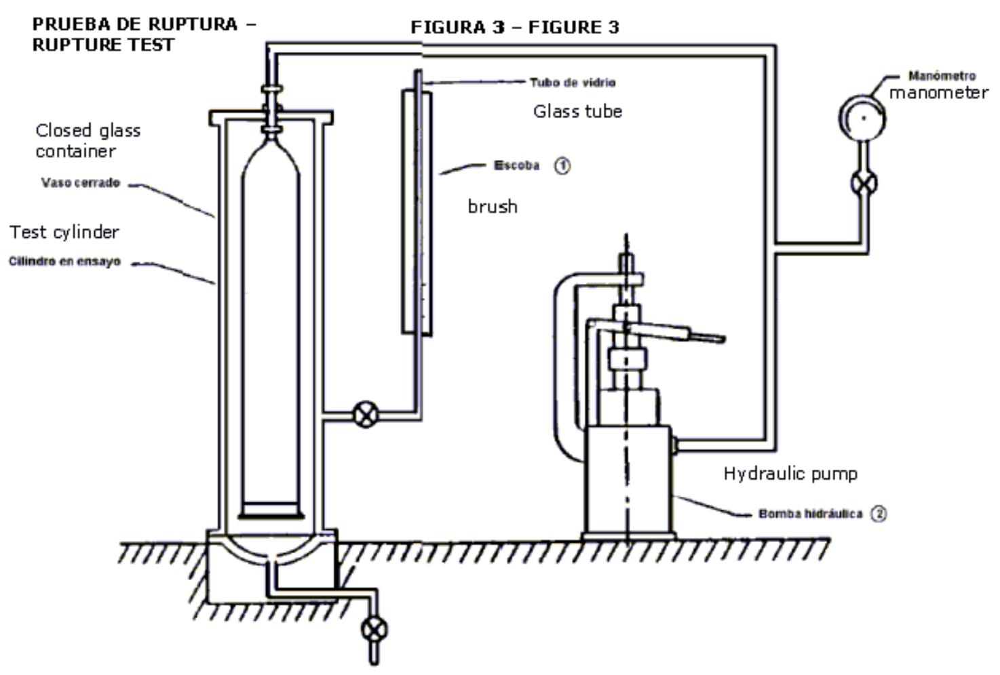 PRUEBA DE RUPTURA –
RUPTURE TEST
FIGURA 3 – FIGURE 3
Tubo de vidrio
Glass tube
Manómetro
manometer
Closed glass
container
Vaso cerrado
Escoba ①
brush
Test cylinder
Cilindro en ensayo
Hydraulic pump
Bomba hidráulica ②